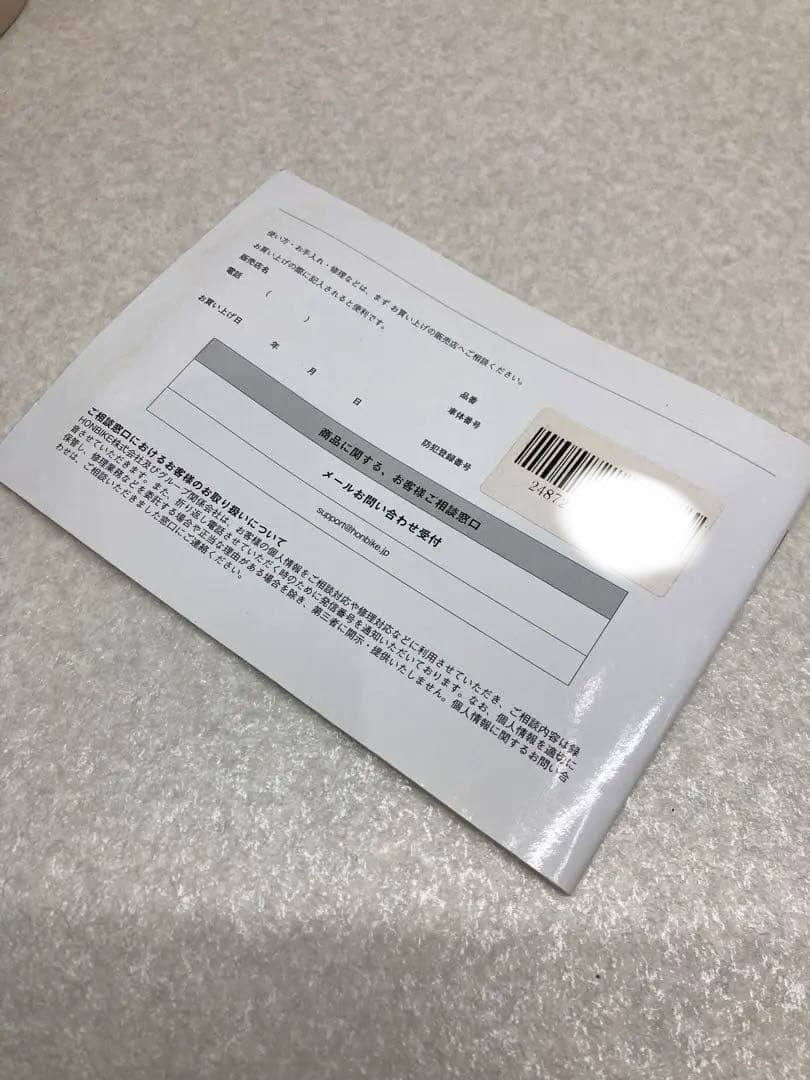 使い方・お手入れ・修理などは、まず お買い上げの販売店へご相談ください。
お買い上げの際に記入されると便利です。
販売店名
電話 ( )
お買い上げ日 年 月 日
品番
車体番号
防犯登録番号
2487
商品に関する、お客様ご相談窓口
メールお問い合わせ受付
support@honbike.jp
ご相談窓口におけるお客様のお取り扱いについて
HONBIKE株式会社及びグループ関係会社は、お客様の個人情報をご相談対応や修理対応などに利用させていただき、ご相談内容は録
音させていただきます。また、折り返し電話させていただく時のために発信番号を通知いただいております。なお、個人情報を適切に
保管し、修理業務などを委託する場合や正当な理由がある場合を除き、第三者に開示・提供いたしません。個人情報に関するお問い合
わせは、ご相談いただきました窓口にご連絡ください。